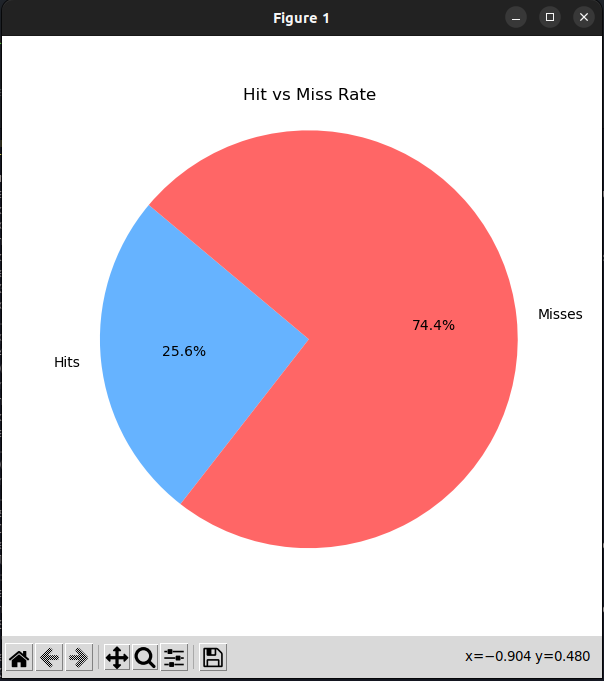 Figure 1
Hit vs Miss Rate
Misses
74.4%
25.6%
Hits
x=−0.904 y=0.480